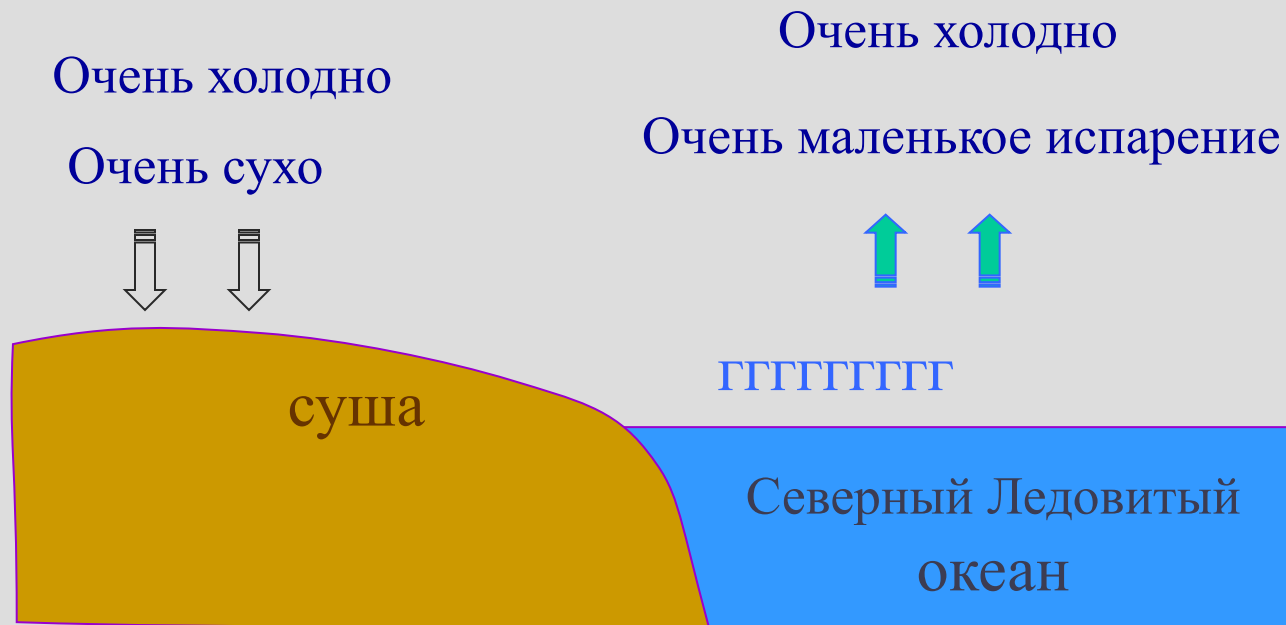 Очень холодно
Очень сухо
Очень холодно
Очень маленькое испарение
ГГГГГГГГГ
суша
Северный Ледовитый
океан